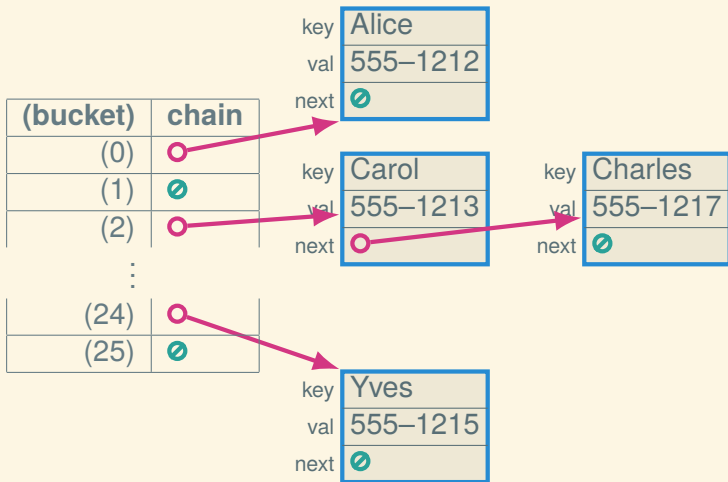 key Alice
val 555–1212
next
(bucket) chain
(0)
(1)
(2)
key Carol
val 555–1213
next
key Charles
val 555–1217
next
⋮
(24)
(25)
key Yves
val 555–1215
next